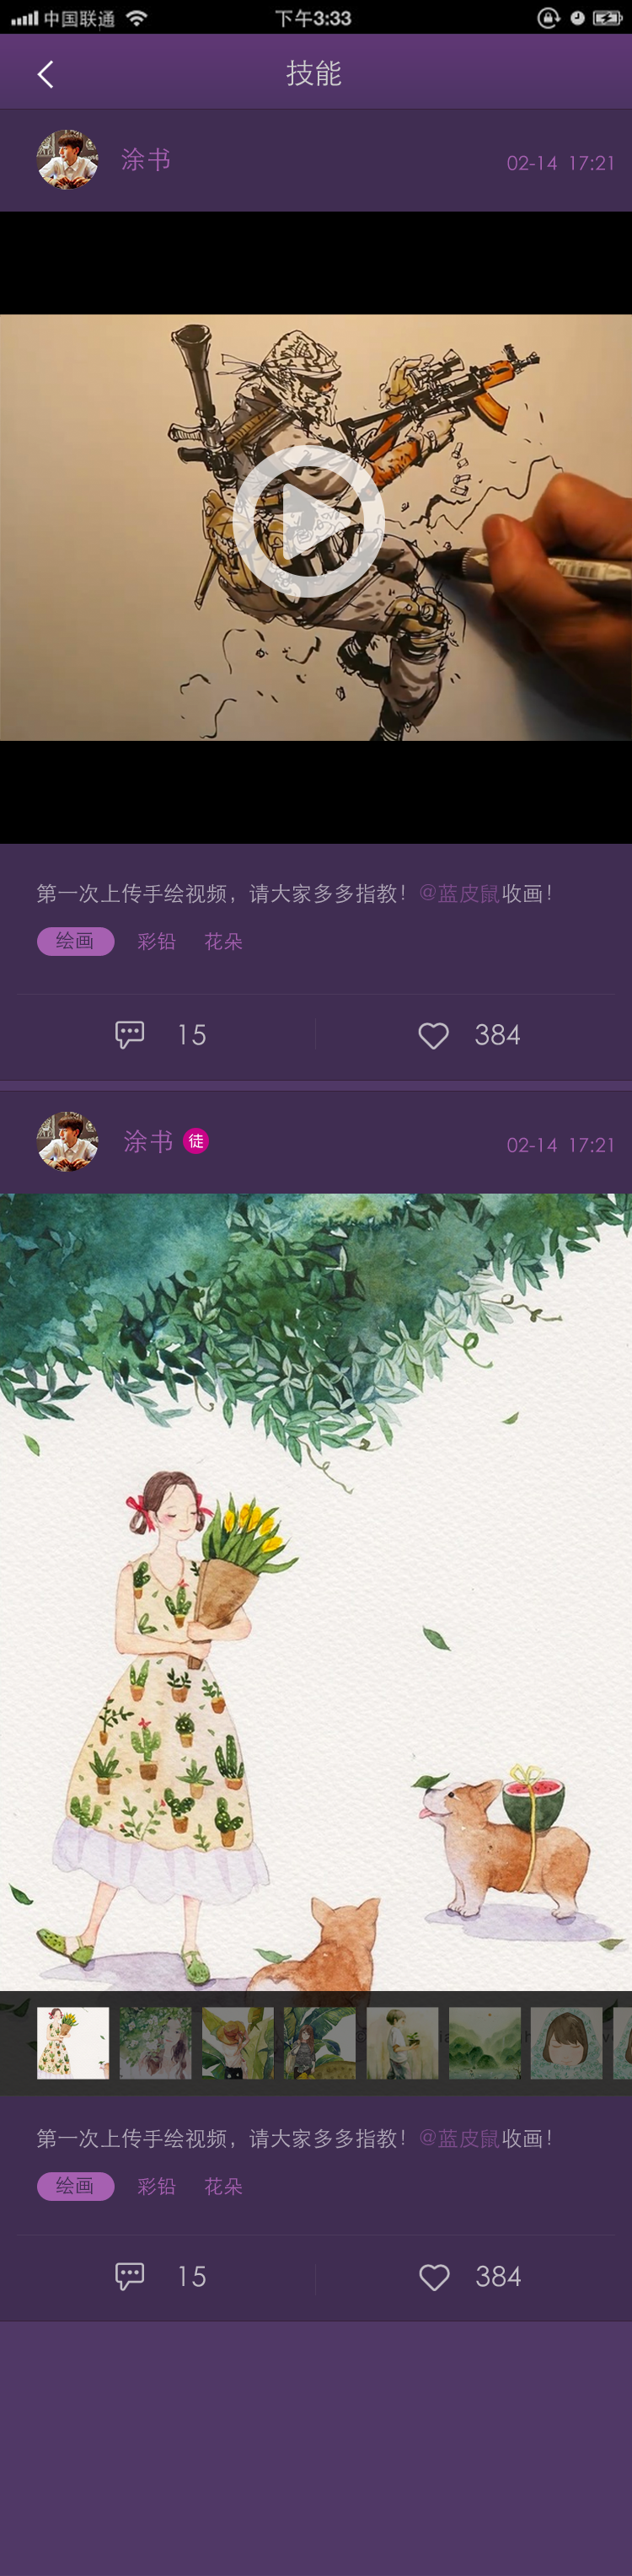 中国联通 下午3:33
技能
涂书 02-14 17:21
第一次上传手绘视频，请大家多多指教！@蓝皮鼠收画！
绘画 彩铅 花朵
15 384
涂书 徒 02-14 17:21
第一次上传手绘视频，请大家多多指教！@蓝皮鼠收画！
绘画 彩铅 花朵
15 384